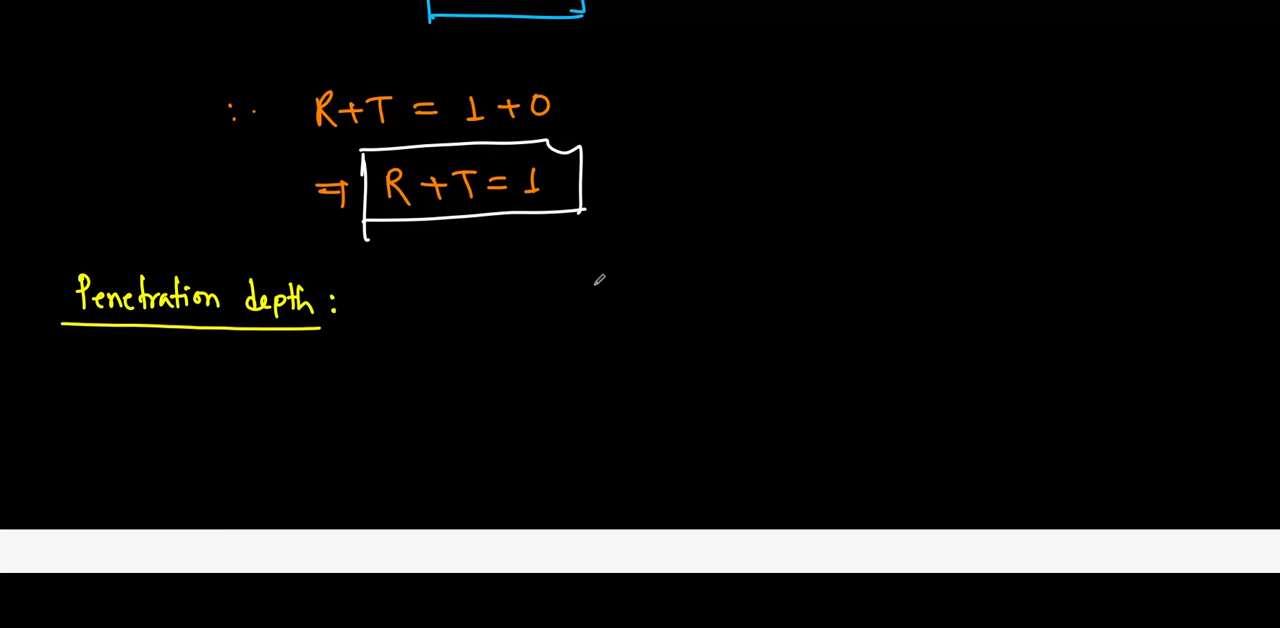 ∴ R+T = 1+0
⇒ R+T=1
Penetration depth: